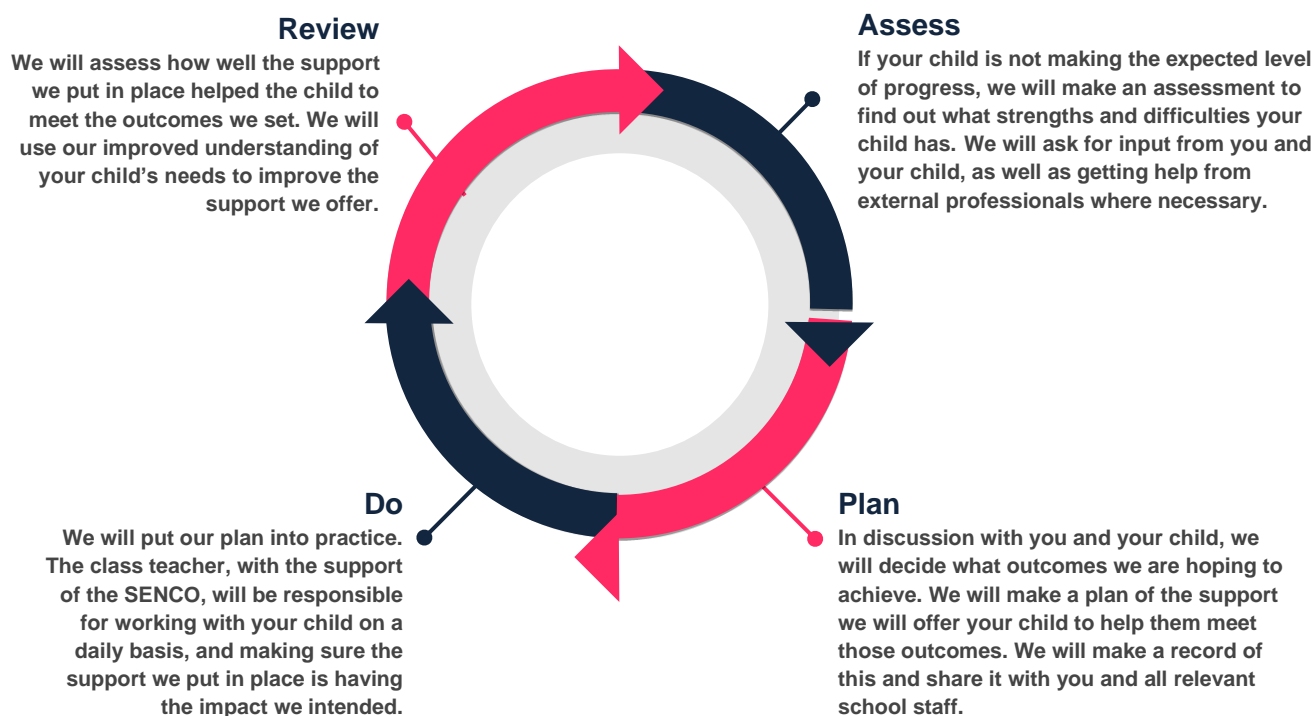 Review
We will assess how well the support
we put in place helped the child to
meet the outcomes we set. We will
use our improved understanding of
your child’s needs to improve the
support we offer.
Assess
If your child is not making the expected level
of progress, we will make an assessment to
find out what strengths and difficulties your
child has. We will ask for input from you and
your child, as well as getting help from
external professionals where necessary.
Do
We will put our plan into practice.
The class teacher, with the support
of the SENCO, will be responsible
for working with your child on a
daily basis, and making sure the
support we put in place is having
the impact we intended.
Plan
In discussion with you and your child, we
will decide what outcomes we are hoping to
achieve. We will make a plan of the support
we will offer your child to help them meet
those outcomes. We will make a record of
this and share it with you and all relevant
school staff.